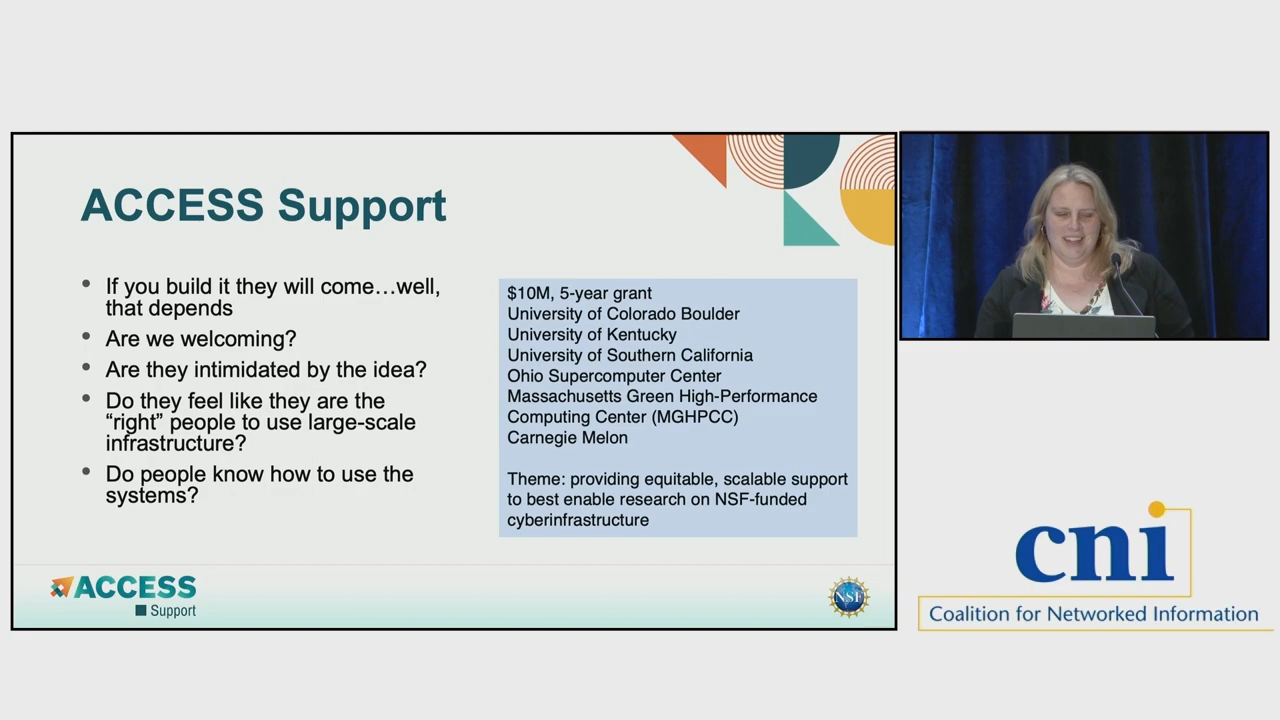 ACCESS Support
• If you build it they will come…well,
that depends
• Are we welcoming?
• Are they intimidated by the idea?
• Do they feel like they are the
“right” people to use large-scale
infrastructure?
• Do people know how to use the
systems?
$10M, 5-year grant
University of Colorado Boulder
University of Kentucky
University of Southern California
Ohio Supercomputer Center
Massachusetts Green High-Performance
Computing Center (MGHPCC)
Carnegie Melon
Theme: providing equitable, scalable support
to best enable research on NSF-funded
cyberinfrastructure
ACCESS
Support
NSF
cni
Coalition for Networked Information